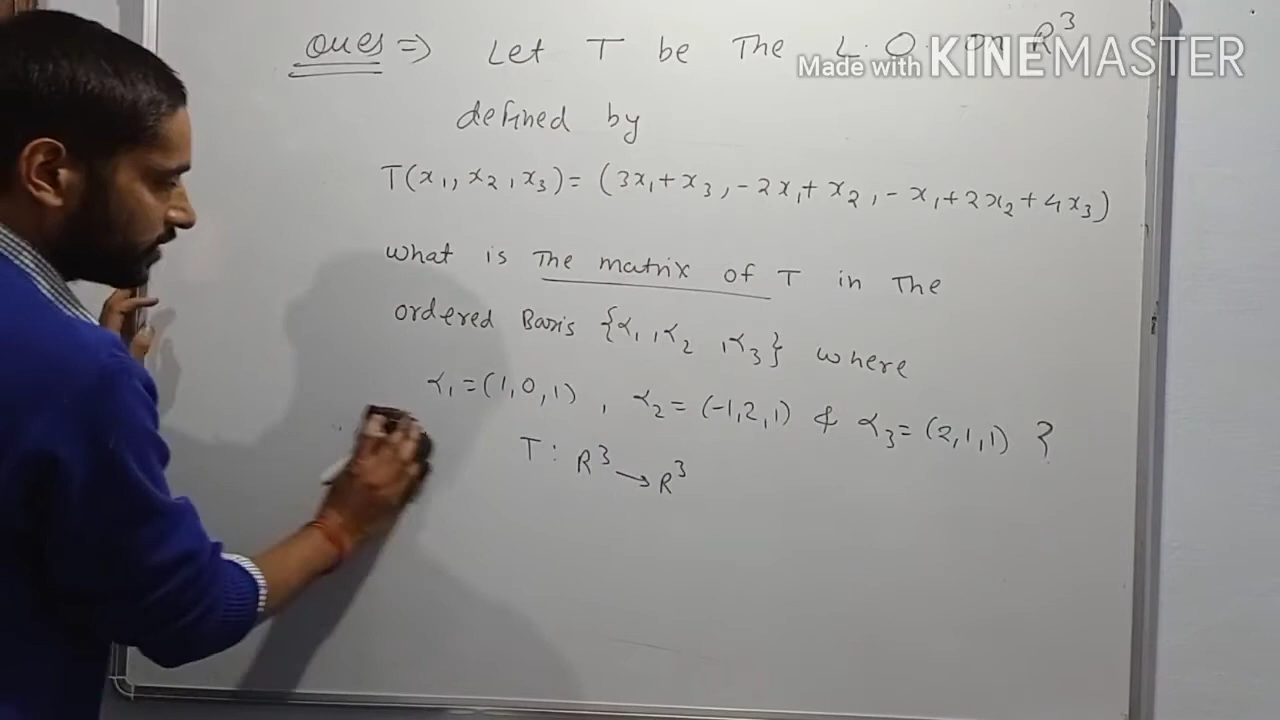 Ques ⇒ Let T be The L.O. on R³
Made with KINEMASTER
defined by
T(x₁, x₂, x₃) = (3x₁ + x₃, -2x₁ + x₂, -x₁ + 2x₂ + 4x₃)
what is The matrix of T in The
ordered Basis {α₁, α₂, α₃} where
α₁ = (1,0,1), α₂ = (-1,2,1) & α₃ = (2,1,1) ?
T: R³ → R³